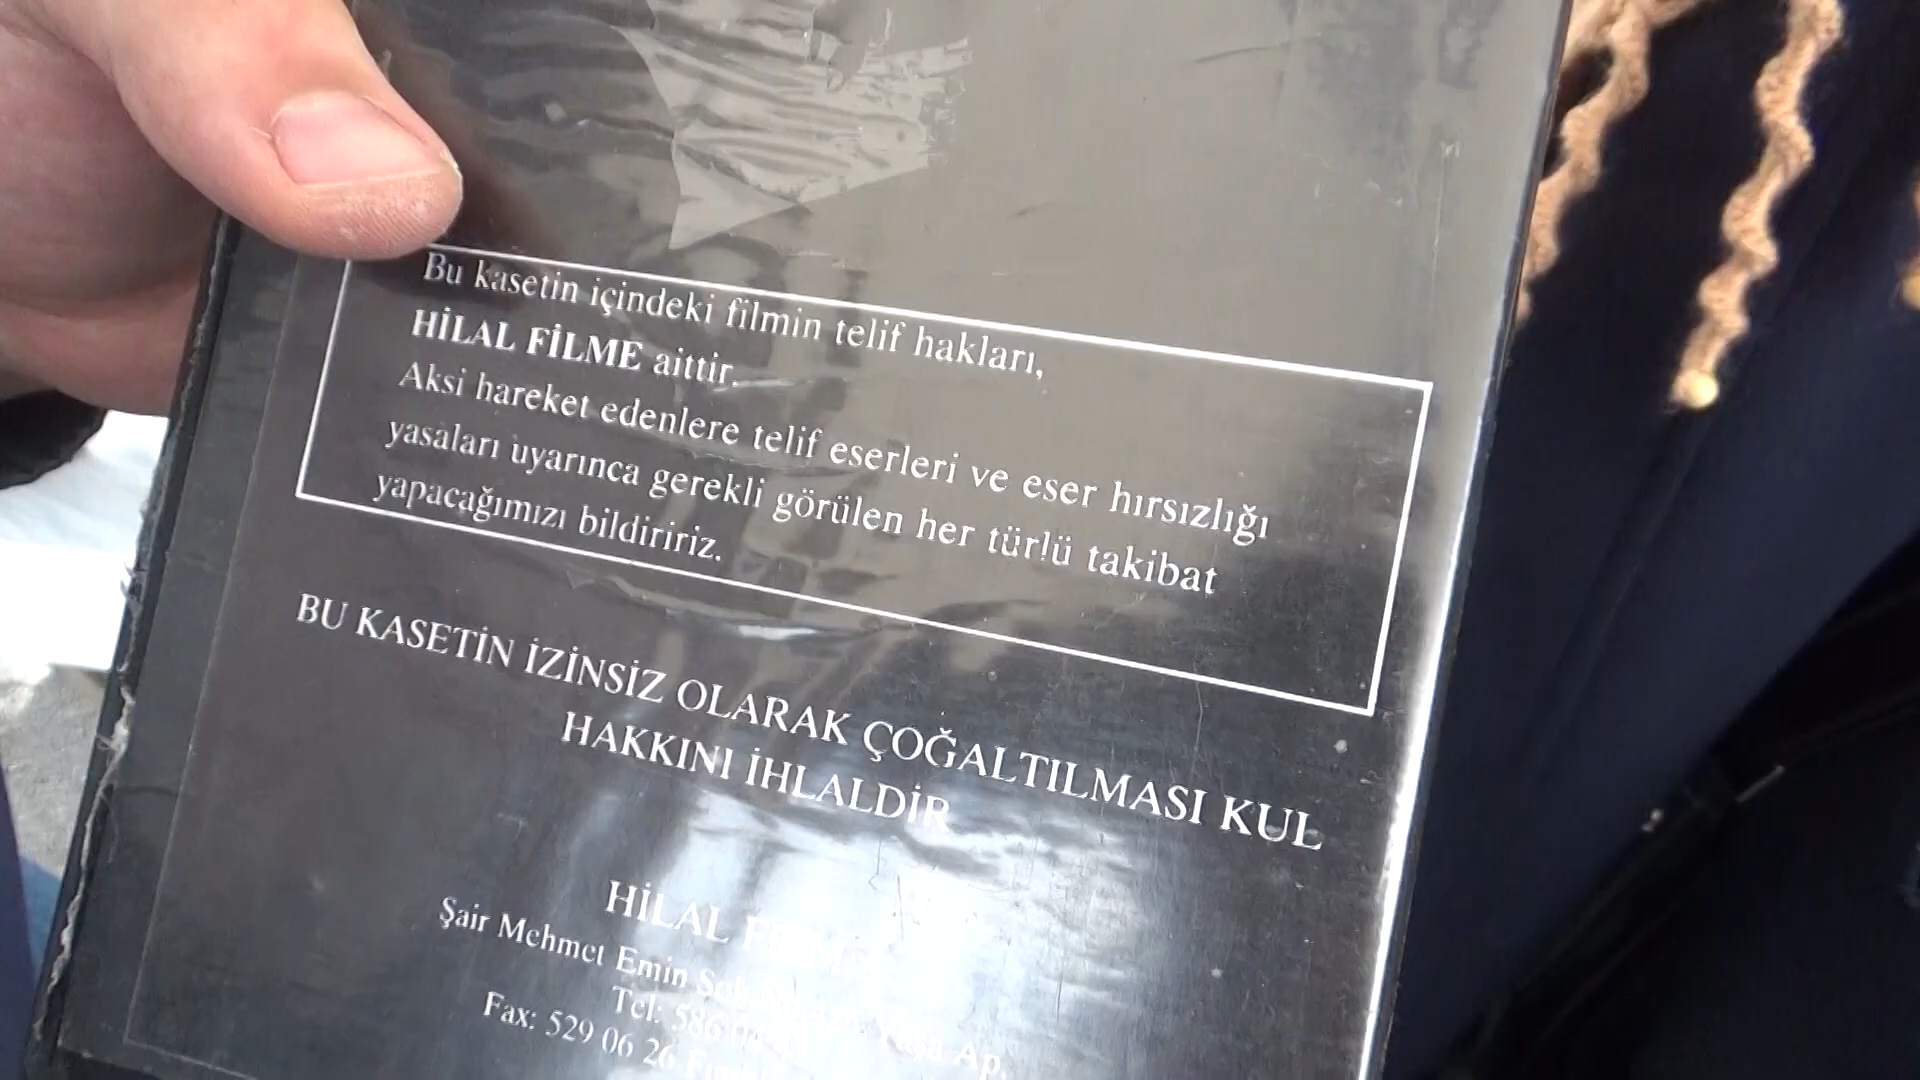 Bu kasetin içindeki filmin telif hakları,
HİLAL FİLME aittir.
Aksi hareket edenlere telif eserleri ve eser hırsızlığı
yasaları uyarınca gerekli görülen her türlü takibat
yapacağımızı bildiririz.
BU KASETİN İZİNSİZ OLARAK ÇOĞALTILMASI KUL
HAKKINI İHLALDİR
HİLAL
Şair Mehmet Emin Ap,
Tel: 586
Fax: 529 06 26